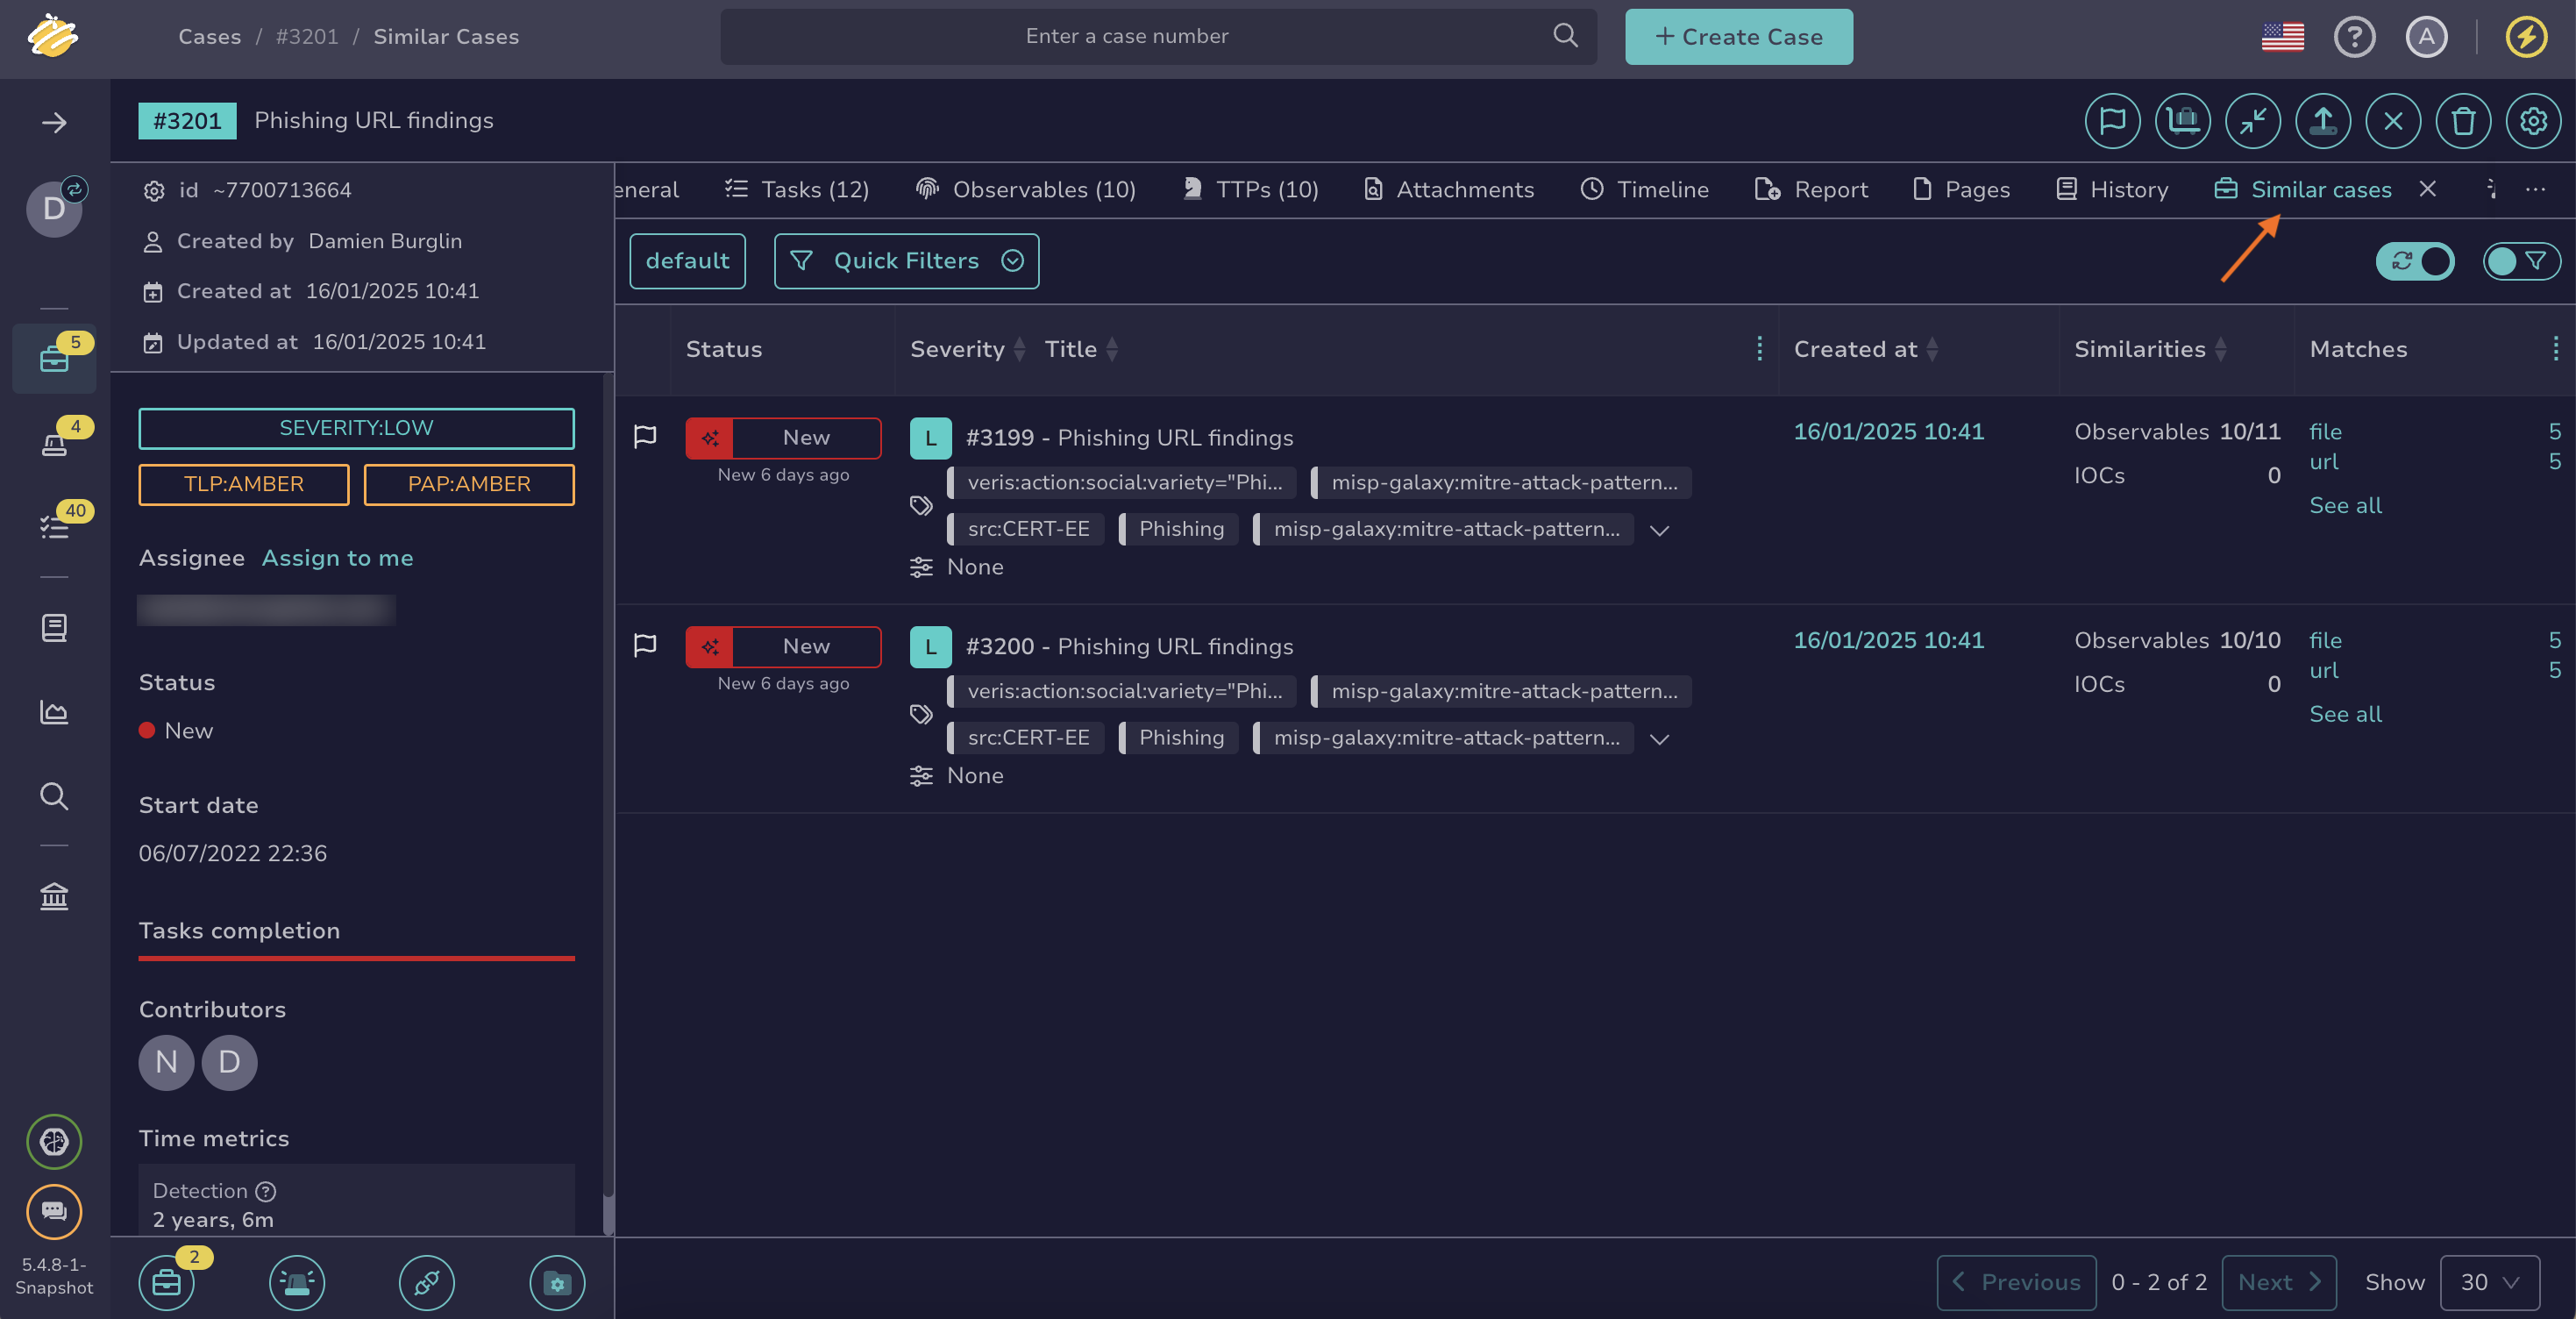 Cases / #3201 / Similar Cases
Enter a case number
+ Create Case
A
#3201 Phishing URL findings
D
5
4
40
5.4.8-1-
Snapshot
id ~7700713664
Created by Damien Burglin
Created at 16/01/2025 10:41
Updated at 16/01/2025 10:41
SEVERITY:LOW
TLP:AMBER PAP:AMBER
Assignee Assign to me
Status
New
Start date
06/07/2022 22:36
Tasks completion
Contributors
N D
Time metrics
Detection ?
2 years, 6m
2
eneral Tasks (12) Observables (10) TTPs (10) Attachments Timeline Report Pages History Similar cases
default Quick Filters
Status Severity Title Created at Similarities Matches
New L #3199 - Phishing URL findings 16/01/2025 10:41 Observables 10/11 file 5
url 5
New 6 days ago veris:action:social:variety="Phi... misp-galaxy:mitre-attack-pattern... IOCs 0
See all
src:CERT-EE Phishing misp-galaxy:mitre-attack-pattern...
None
New L #3200 - Phishing URL findings 16/01/2025 10:41 Observables 10/10 file 5
url 5
New 6 days ago veris:action:social:variety="Phi... misp-galaxy:mitre-attack-pattern... IOCs 0
See all
src:CERT-EE Phishing misp-galaxy:mitre-attack-pattern...
None
Previous 0 - 2 of 2 Next Show 30